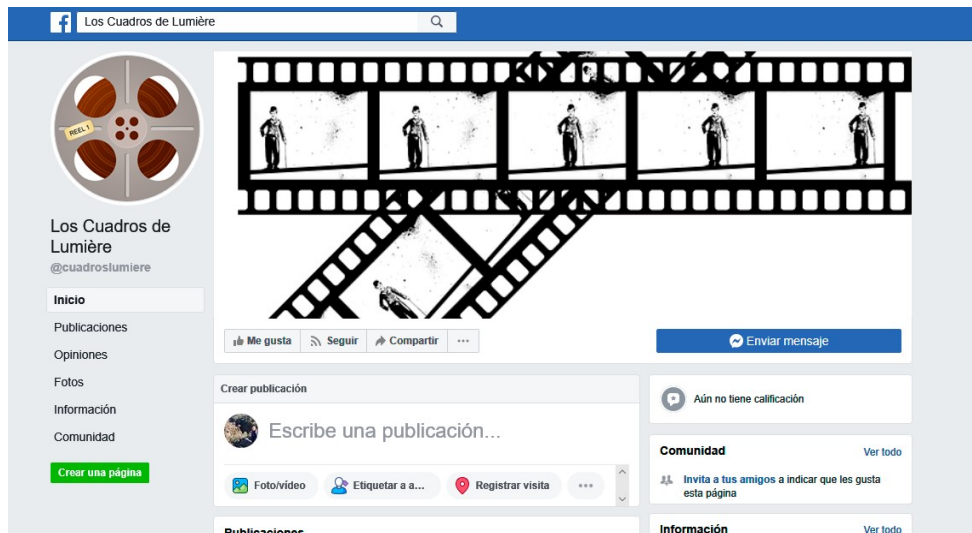 Los Cuadros de Lumière
REEL 1
Los Cuadros de
Lumière
@cuadroslumiere
Inicio
Publicaciones
Opiniones
Fotos
Información
Comunidad
Crear una página
Me gusta
Seguir
Compartir
Enviar mensaje
Crear publicación
Escribe una publicación...
Foto/vídeo
Etiquetar a a...
Registrar visita
Publicaciones
Aún no tiene calificación
Comunidad
Ver todo
Invita a tus amigos a indicar que les gusta
esta página
Información
Ver todo